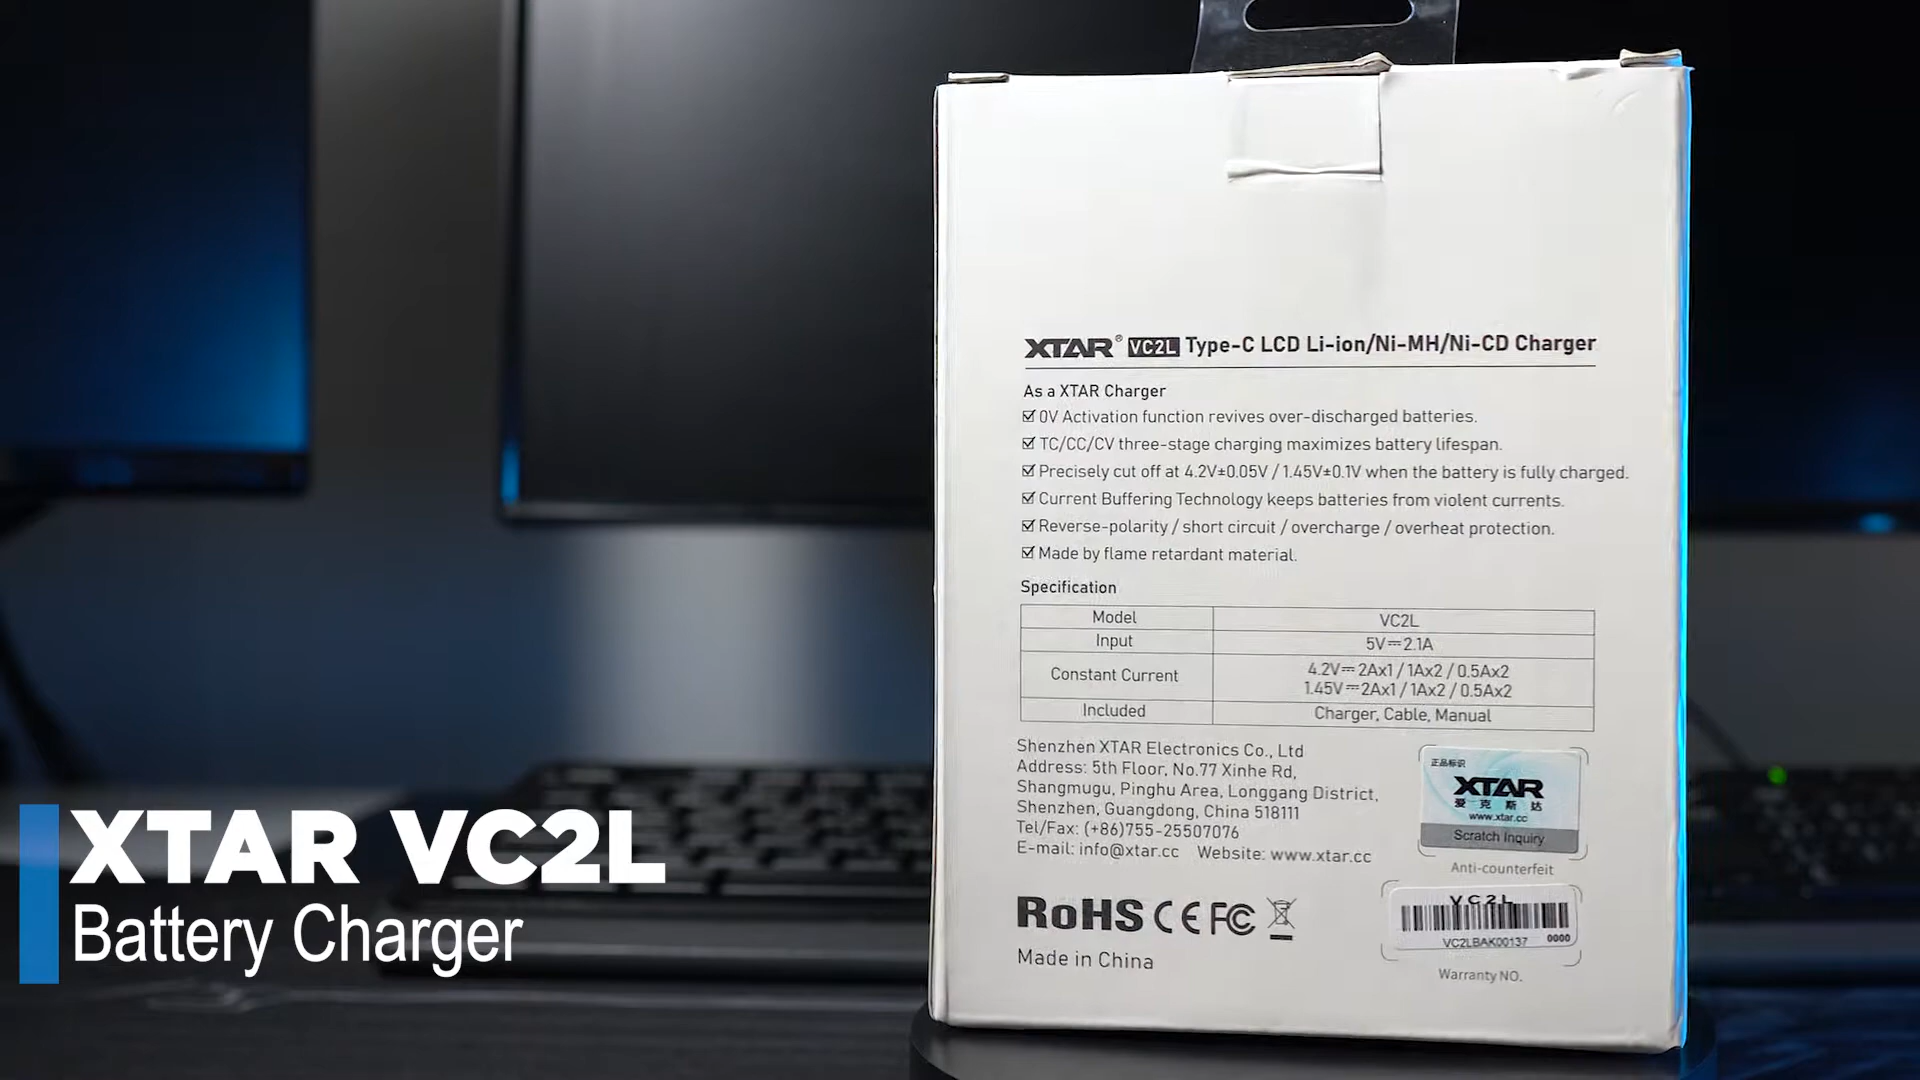 XTAR® VC2L Type-C LCD Li-ion/Ni-MH/Ni-CD Charger
As a XTAR Charger
☑ 0V Activation function revives over-discharged batteries.
☑ TC/CC/CV three-stage charging maximizes battery lifespan.
☑ Precisely cut off at 4.2V±0.05V / 1.45V±0.1V when the battery is fully charged.
☑ Current Buffering Technology keeps batteries from violent currents.
☑ Reverse-polarity / short circuit / overcharge / overheat protection.
☑ Made by flame retardant material.
Specification
Model VC2L
Input 5V⎓2.1A
Constant Current 4.2V⎓2Ax1 / 1Ax2 / 0.5Ax2
1.45V⎓2Ax1 / 1Ax2 / 0.5Ax2
Included Charger, Cable, Manual
Shenzhen XTAR Electronics Co., Ltd
Address: 5th Floor, No.77 Xinhe Rd,
Shangmugu, Pinghu Area, Longgang District,
Shenzhen, Guangdong, China 518111
Tel/Fax: (+86)755-25507076
E-mail: info@xtar.cc Website: www.xtar.cc
正品标识
XTAR
爱克斯达
www.xtar.cc
Scratch Inquiry
Anti-counterfeit
RoHS CE FC
Made in China
VC2L
VC2LBAK00137 0000
Warranty NO.
XTAR VC2L
Battery Charger